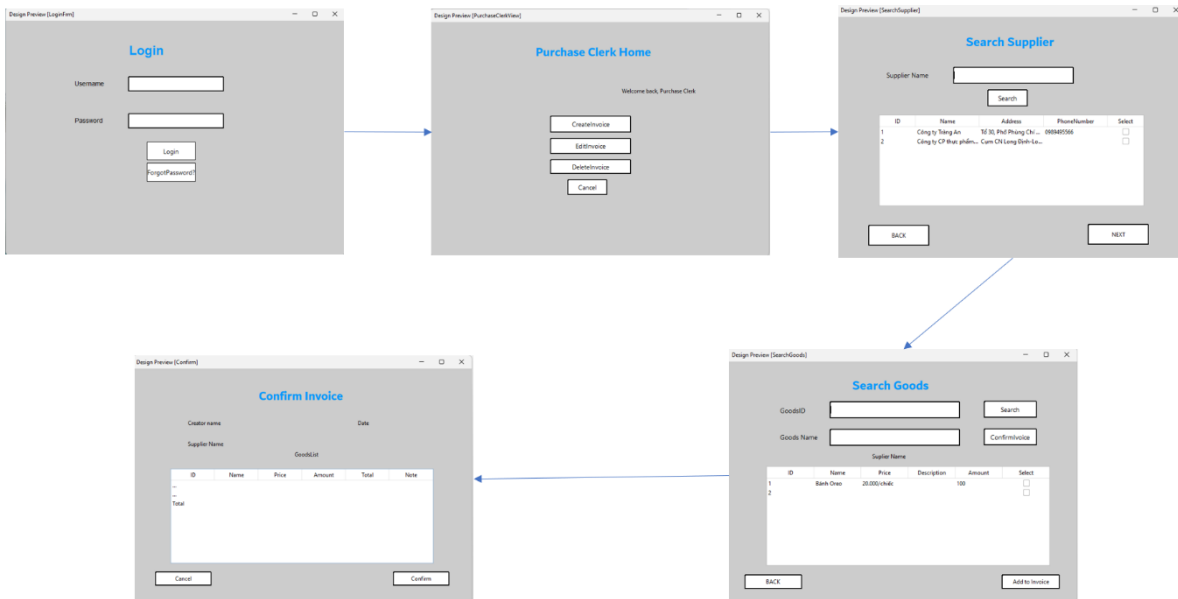 Design Preview [LoginFrm]
Login
Username
Password
Login
ForgotPassword?
Design Preview [PurchaseClerkView]
Purchase Clerk Home
Welcome back, Purchase Clerk
CreateInvoice
EditInvoice
DeleteInvoice
Cancel
Design Preview [SearchSupplier]
Search Supplier
Supplier Name
Search
ID Name Address PhoneNumber Select
1 Công ty Tràng An Tổ 30, Phố Phùng Chí ... 0989495566
2 Công ty CP thực phẩm... Cụm CN Long Định-Lo...
BACK NEXT
Design Preview [SearchGoods]
Search Goods
GoodsID Search
Goods Name ConfirmIvoice
Suplier Name
ID Name Price Description Amount Select
1 Bánh Oreo 20.000/chiếc 100
2
BACK Add to Invoice
Design Preview [Confirm]
Confirm Invoice
Creator name Date
Supplier Name
GoodsList
ID Name Price Amount Total Note
...
...
Total
Cancel Confirm